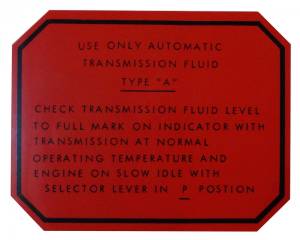 USE ONLY AUTOMATIC
TRANSMISSION FLUID
TYPE "A"
CHECK TRANSMISSION FLUID LEVEL
TO FULL MARK ON INDICATOR WITH
TRANSMISSION AT NORMAL
OPERATING TEMPERATURE AND
ENGINE ON SLOW IDLE WITH
SELECTOR LEVER IN P POSTION